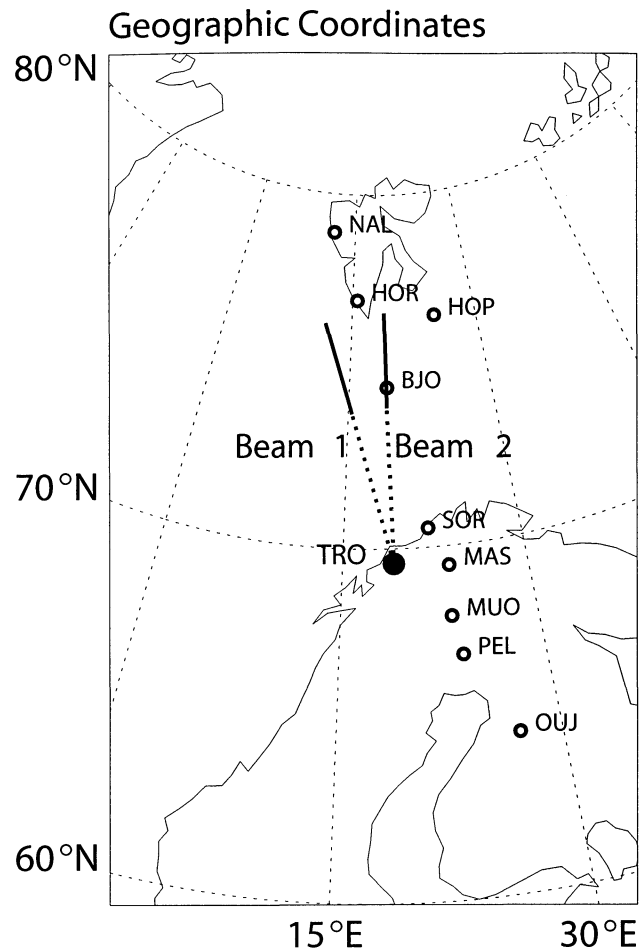 Geographic Coordinates
80°N
NAL
HOR
HOP
BJO
Beam 1
Beam 2
70°N
SOR
TRO
MAS
MUO
PEL
OUJ
60°N
15°E
30°E